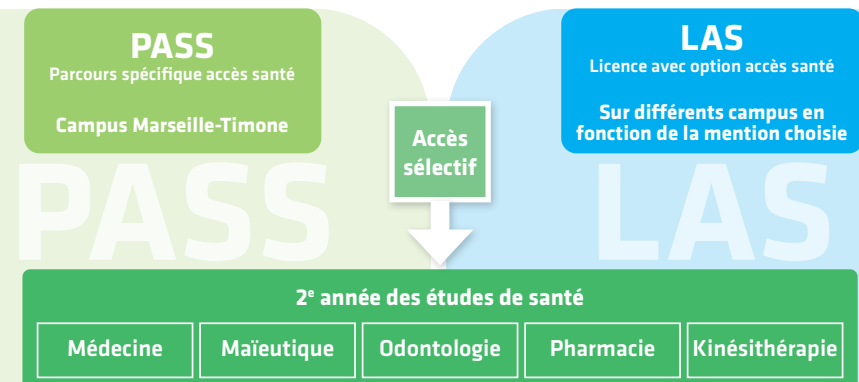 PASS
Parcours spécifique accès santé
Campus Marseille-Timone
LAS
Licence avec option accès santé
Sur différents campus en
fonction de la mention choisie
Accès
sélectif
PASS
LAS
2e année des études de santé
Médecine
Maïeutique
Odontologie
Pharmacie
Kinésithérapie